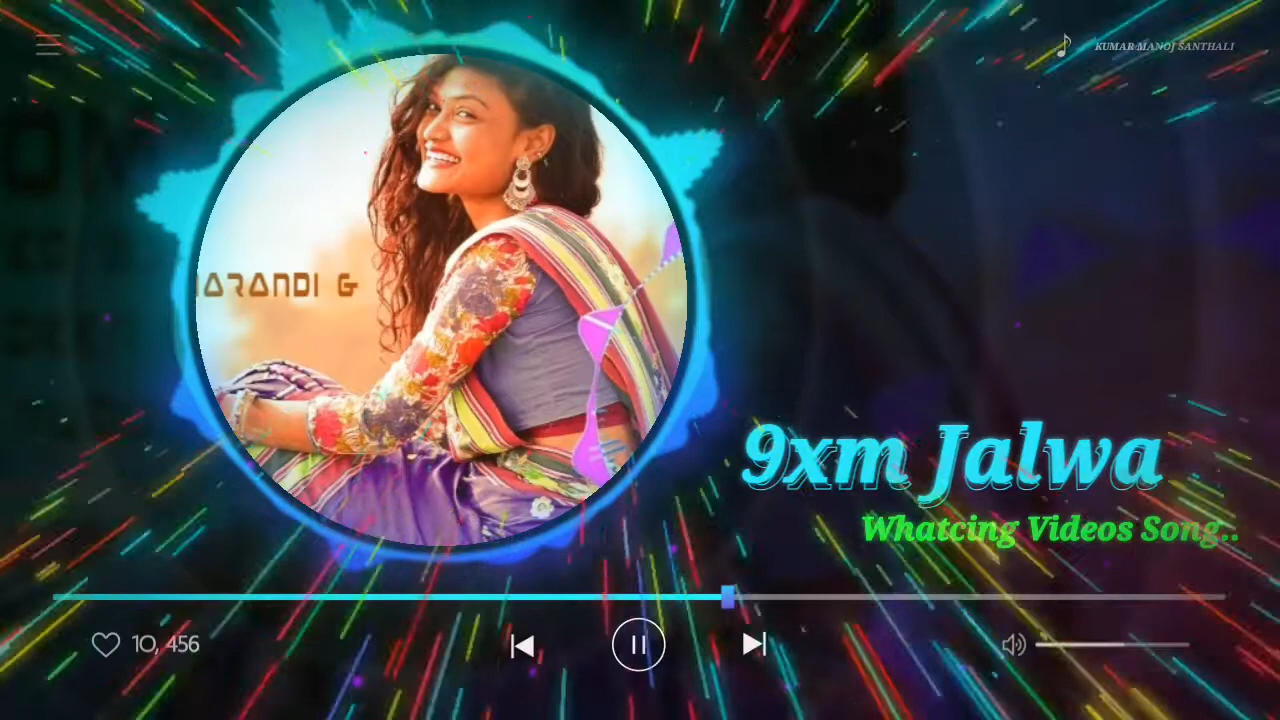 KUMAR MANOJ SANTHALI
ARANDI &
9xm Jalwa
Whatcing Videos Song..
10, 456